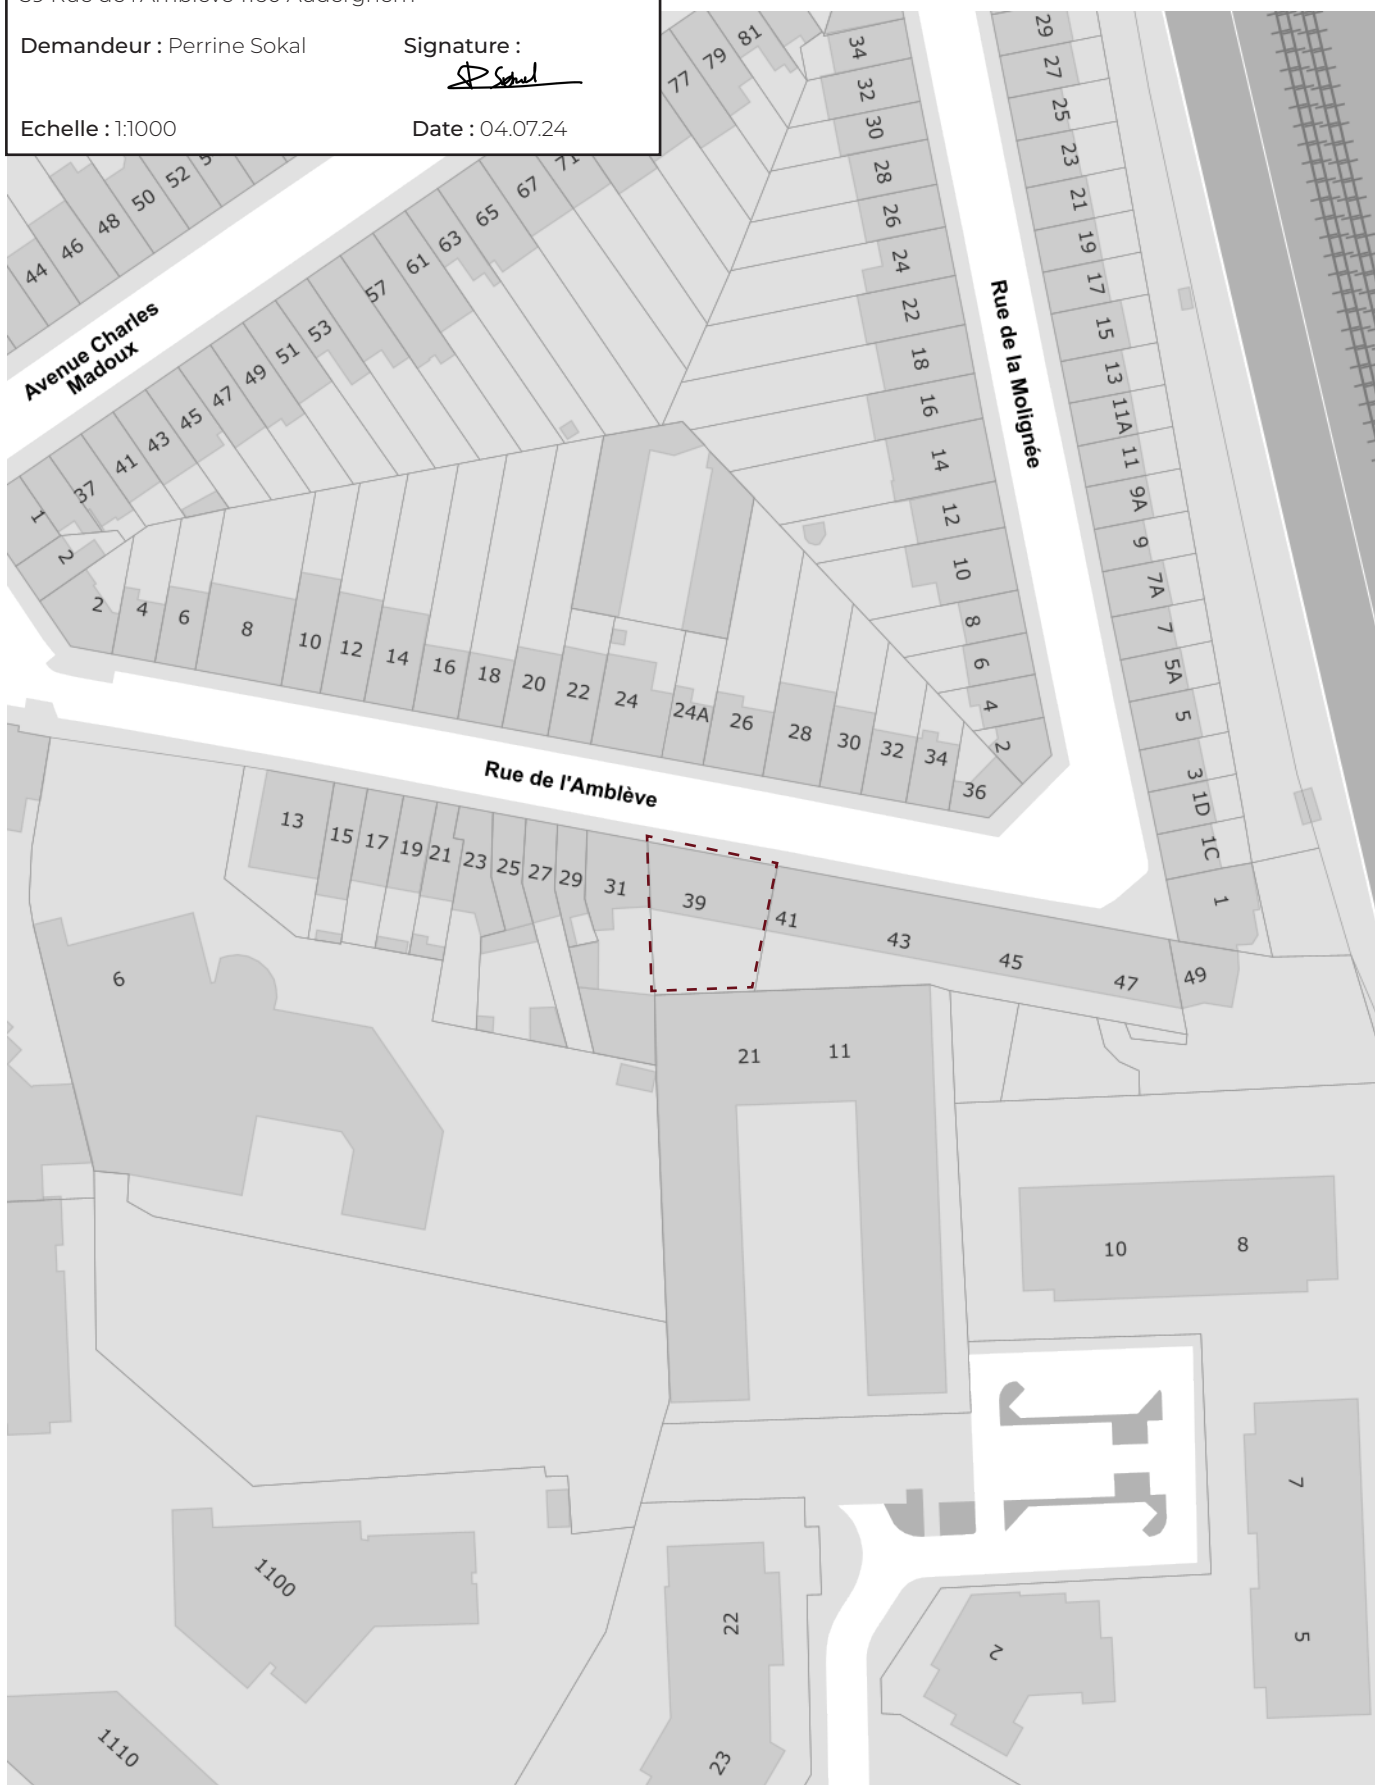 Demandeur : Perrine Sokal Signature :
Echelle : 1:1000 Date : 04.07.24
77 79 81
34 32 30 28 26 24 22 18 16 14 12 10 8 6 4 2
29 27 25 23 21 19 17 15 13 11A 11 9A 9 7A 7 5A 5 3 1D 1C 1
44 46 48 50 52
57 61 63 65 67 71
Avenue Charles
Madoux
Rue de la Molignée
1 37 41 43 45 47 49 51 53
2
2 4 6 8 10 12 14 16 18 20 22 24 24A 26 28 30 32 34 36
Rue de l'Amblève
13 15 17 19 21 23 25 27 29 31 39 41 43 45 47 49
6
21 11
10 8
7
5
1100
22
2
1110
23